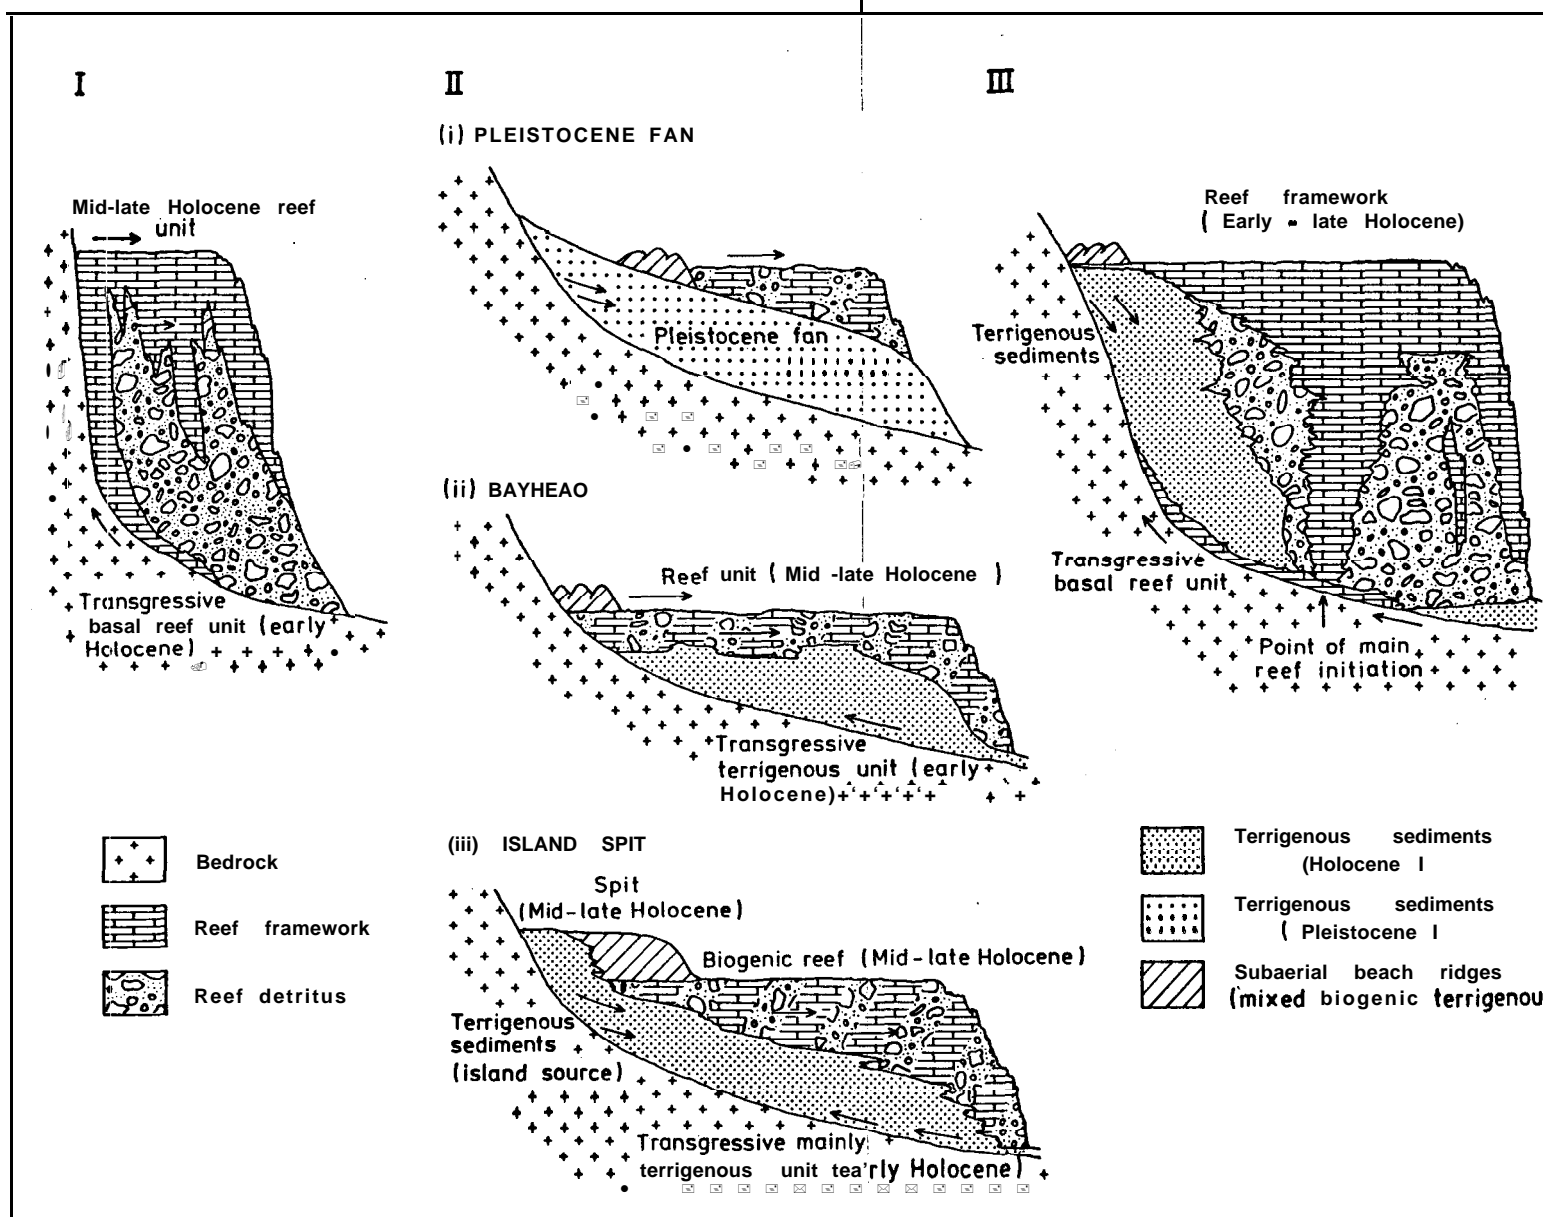 I
Mid-late Holocene reef
unit
Transgressive
basal reef unit (early
Holocene)
II
(i) PLEISTOCENE FAN
Pleistocene fan
(ii) BAYHEAO
Reef unit ( Mid -late Holocene )
Transgressive
terrigenous unit (early
Holocene)
(iii) ISLAND SPIT
Spit
(Mid-late Holocene)
Biogenic reef (Mid-late Holocene)
Terrigenous
sediments
(island source)
Transgressive mainly
terrigenous unit tea'rly Holocene)
III
Reef framework
( Early - late Holocene)
Terrigenous
sediments
Transgressive
basal reef unit
Point of main
reef initiation
Bedrock
Reef framework
Reef detritus
Terrigenous sediments
(Holocene I
Terrigenous sediments
( Pleistocene I
Subaerial beach ridges
(mixed biogenic terrigenou